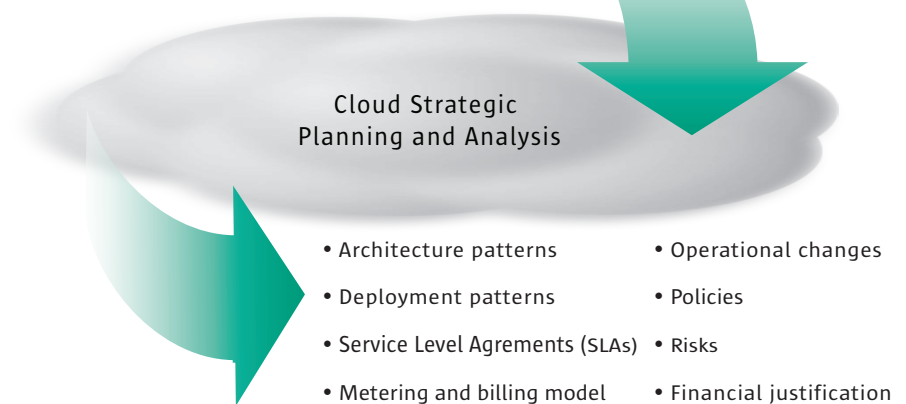 Cloud Strategic
Planning and Analysis
• Architecture patterns
• Deployment patterns
• Service Level Agrements (SLAs)
• Metering and billing model
• Operational changes
• Policies
• Risks
• Financial justification